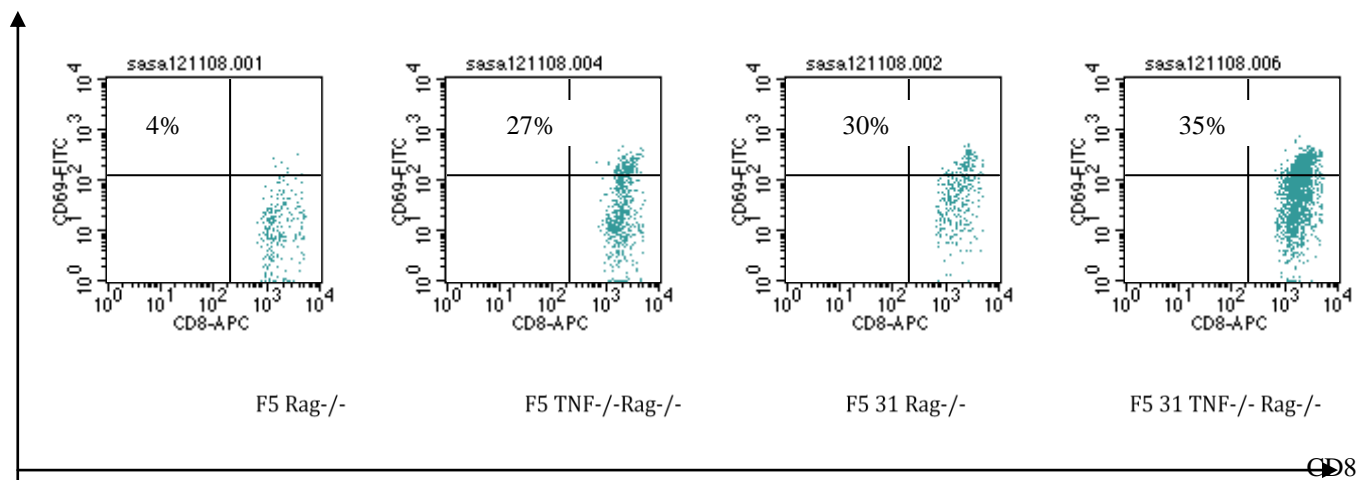 sasa121108.001
10^4
10^3
10^2
10^1
10^0
CD69-FITC
4%
10^0 10^1 10^2 10^3 10^4
CD8-APC
F5 Rag-/-
sasa121108.004
10^4
10^3
10^2
10^1
10^0
CD69-FITC
27%
10^0 10^1 10^2 10^3 10^4
CD8-APC
F5 TNF-/-Rag-/-
sasa121108.002
10^4
10^3
10^2
10^1
10^0
CD69-FITC
30%
10^0 10^1 10^2 10^3 10^4
CD8-APC
F5 31 Rag-/-
sasa121108.006
10^4
10^3
10^2
10^1
10^0
CD69-FITC
35%
10^0 10^1 10^2 10^3 10^4
CD8-APC
F5 31 TNF-/- Rag-/-
CD8